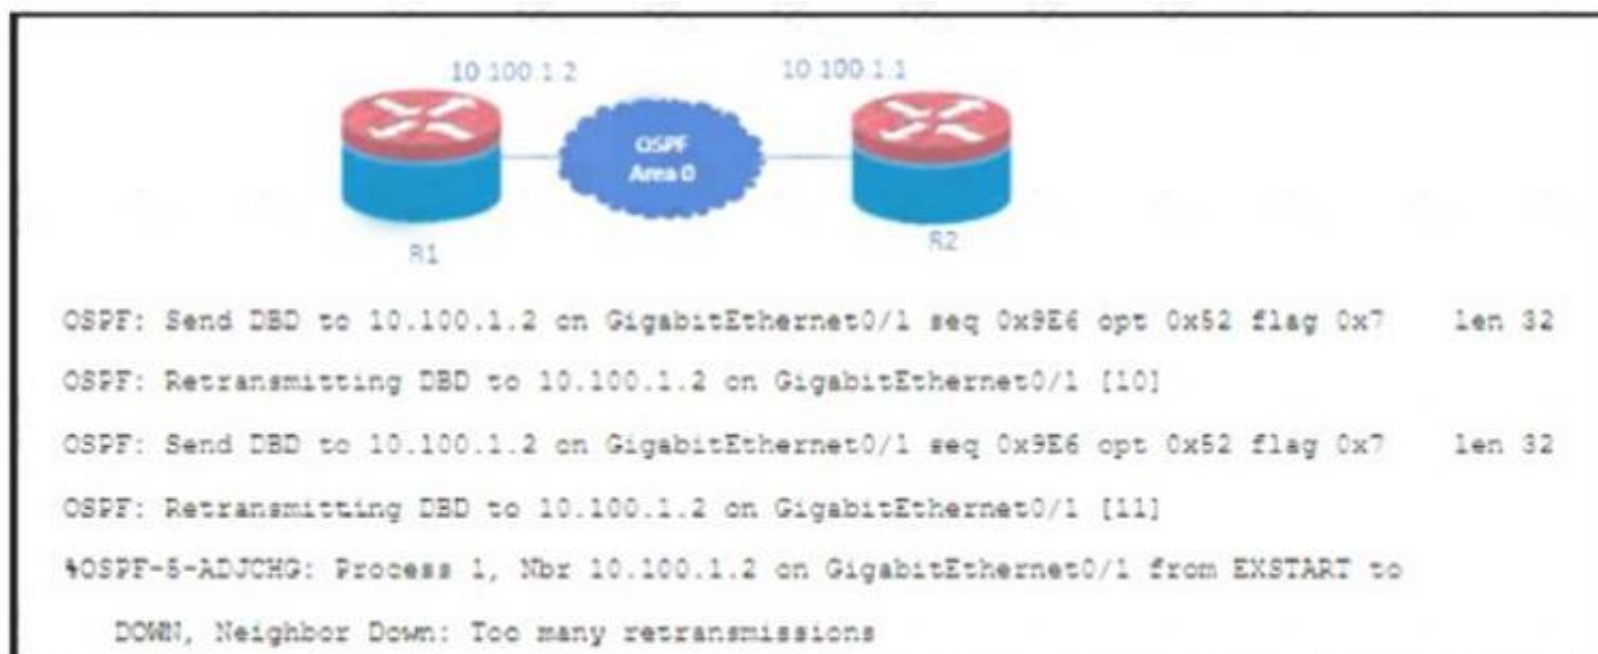 10.100.1.2 10.100.1.1
OSPF
Area 0
R1 R2
OSPF: Send DBD to 10.100.1.2 on GigabitEthernet0/1 seq 0x9E6 opt 0x52 flag 0x7 len 32
OSPF: Retransmitting DBD to 10.100.1.2 on GigabitEthernet0/1 [10]
OSPF: Send DBD to 10.100.1.2 on GigabitEthernet0/1 seq 0x9E6 opt 0x52 flag 0x7 len 32
OSPF: Retransmitting DBD to 10.100.1.2 on GigabitEthernet0/1 [11]
%OSPF-5-ADJCHG: Process 1, Nbr 10.100.1.2 on GigabitEthernet0/1 from EXSTART to
DOWN, Neighbor Down: Too many retransmissions